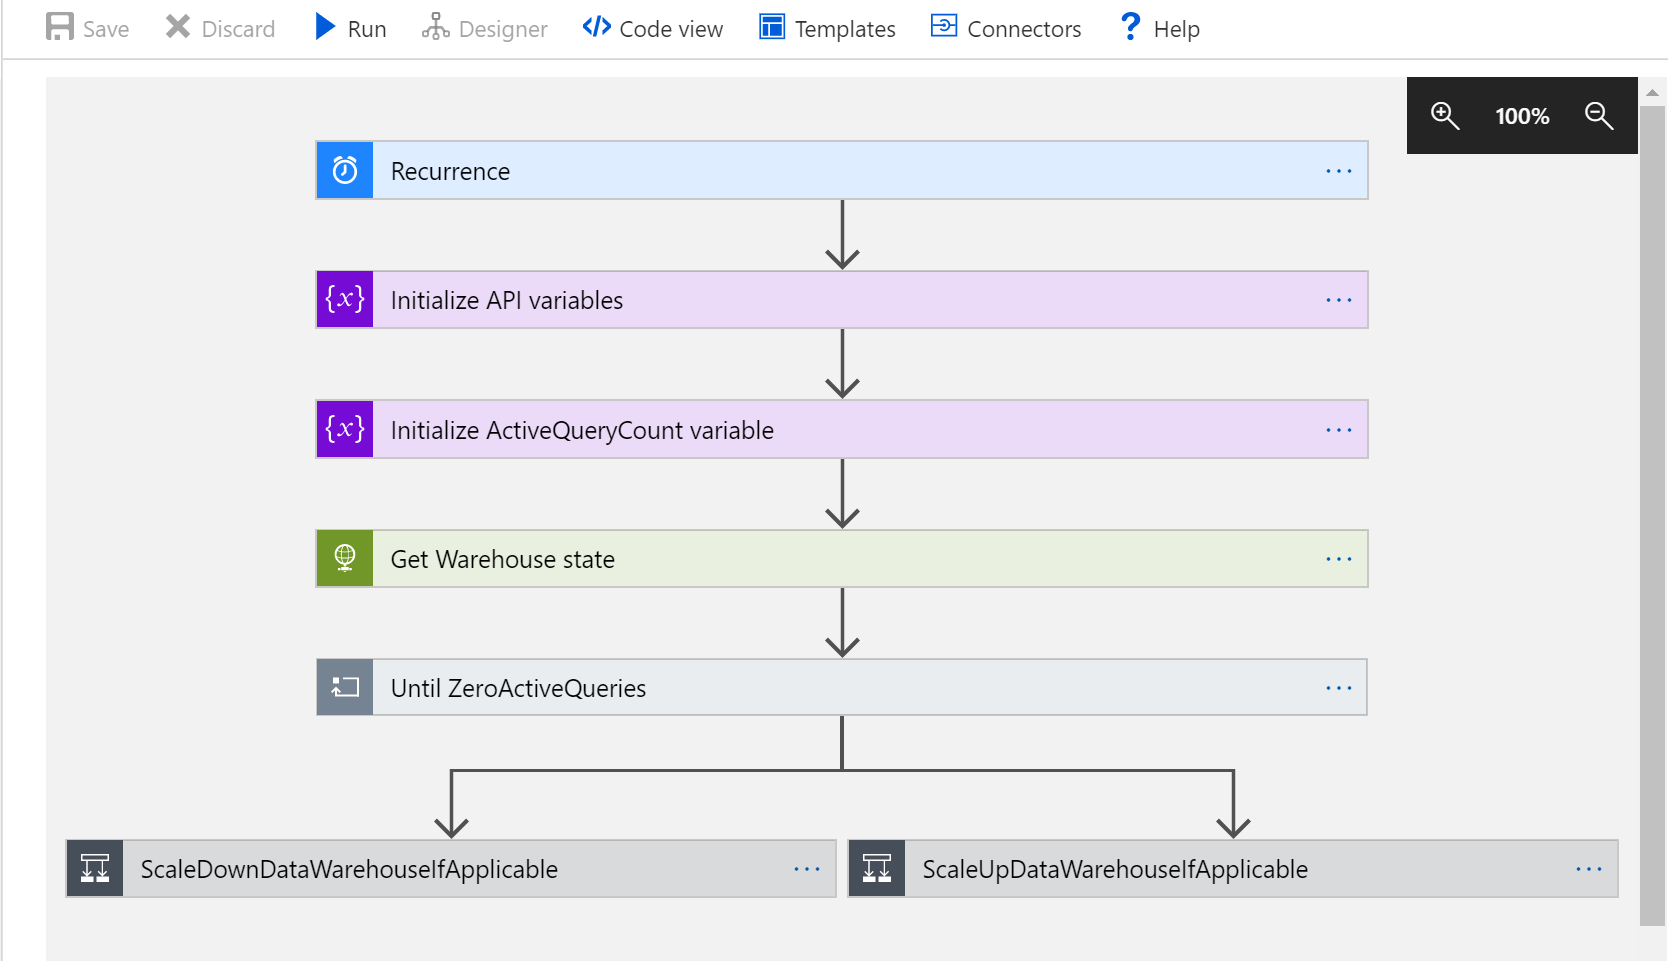 Save Discard Run Designer Code view Templates Connectors Help
100%
Recurrence
{x} Initialize API variables
{x} Initialize ActiveQueryCount variable
Get Warehouse state
Until ZeroActiveQueries
ScaleDownDataWarehouseIfApplicable ScaleUpDataWarehouseIfApplicable